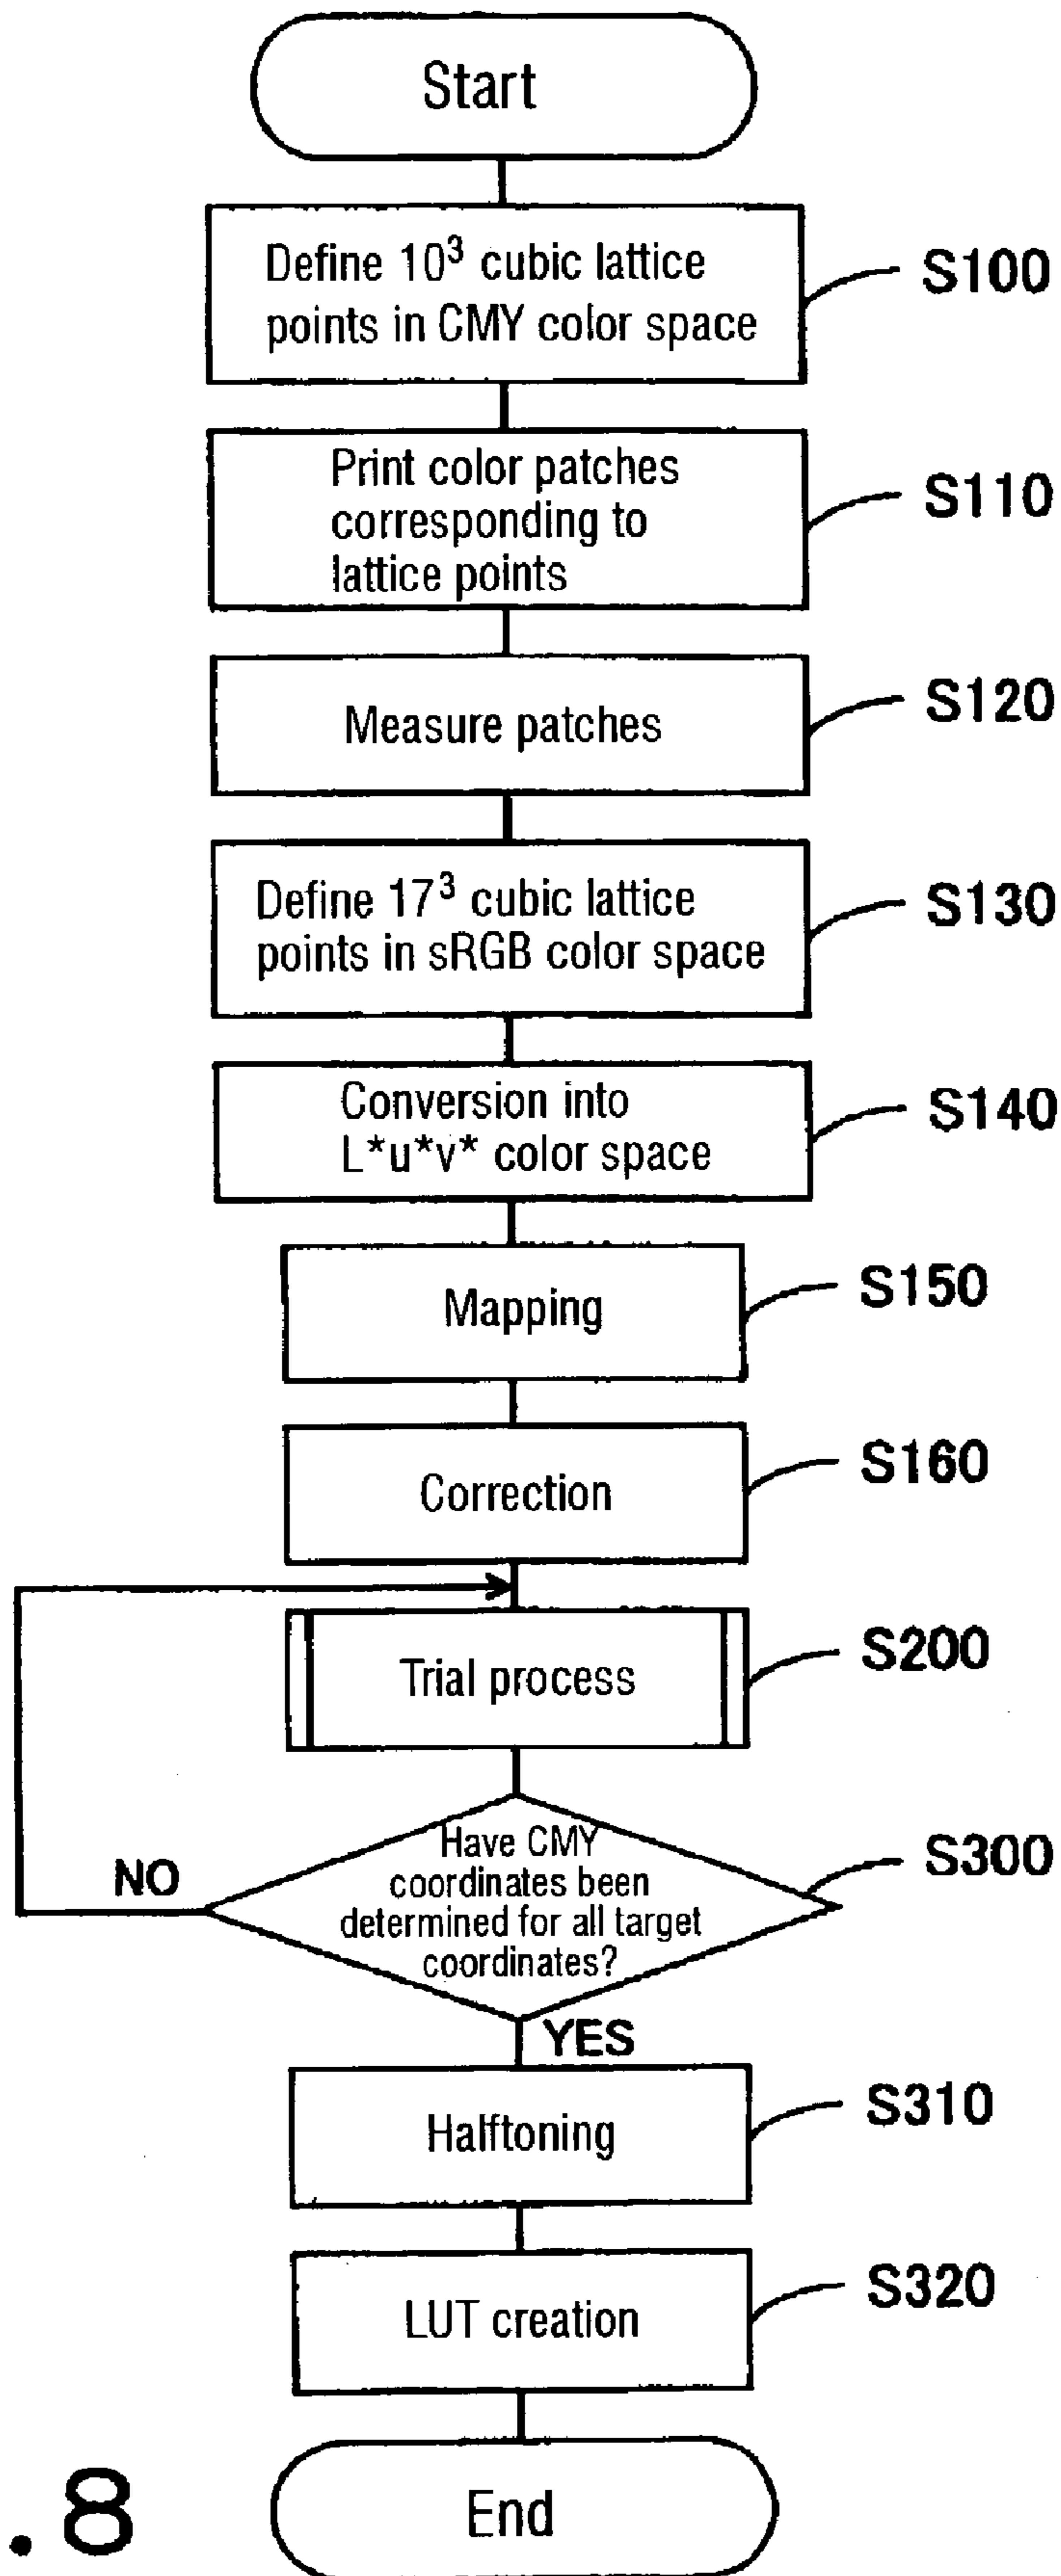 Start
Define 10³ cubic lattice
points in CMY color space
S100
Print color patches
corresponding to
lattice points
S110
Measure patches
S120
Define 17³ cubic lattice
points in sRGB color space
S130
Conversion into
L*u*v* color space
S140
Mapping
S150
Correction
S160
Trial process
S200
Have CMY
coordinates been
determined for all target
coordinates?
S300
NO
YES
Halftoning
S310
LUT creation
S320
End
.8